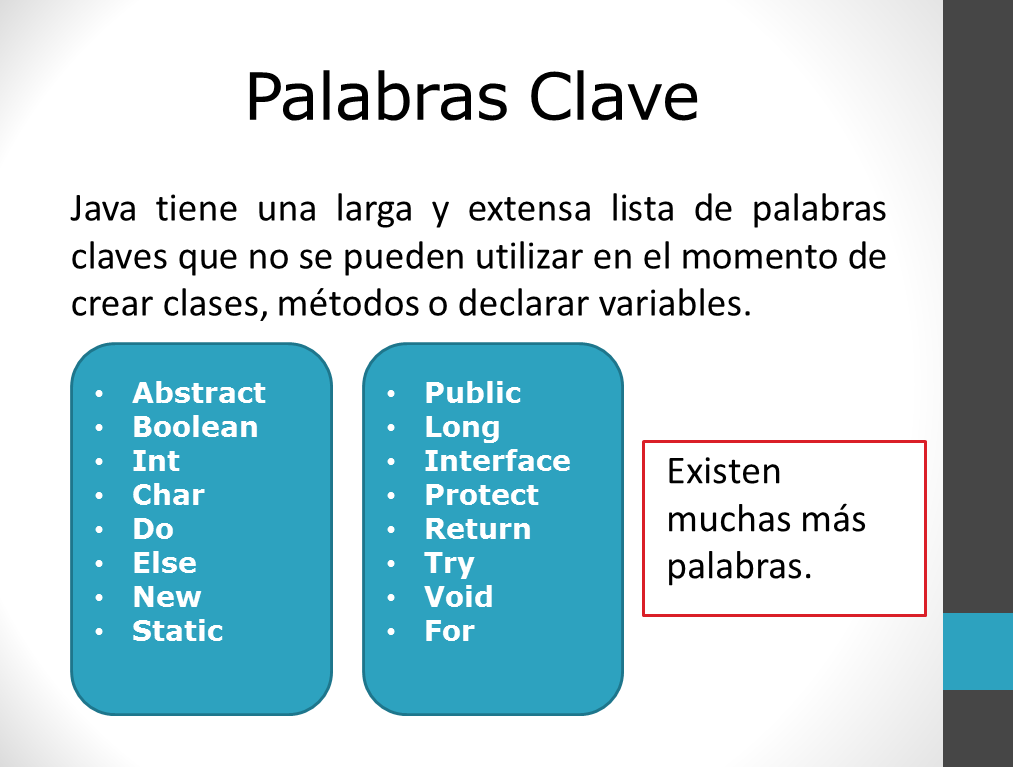 Palabras Clave
Java tiene una larga y extensa lista de palabras
claves que no se pueden utilizar en el momento de
crear clases, métodos o declarar variables.
• Abstract
• Boolean
• Int
• Char
• Do
• Else
• New
• Static
• Public
• Long
• Interface
• Protect
• Return
• Try
• Void
• For
Existen
muchas más
palabras.